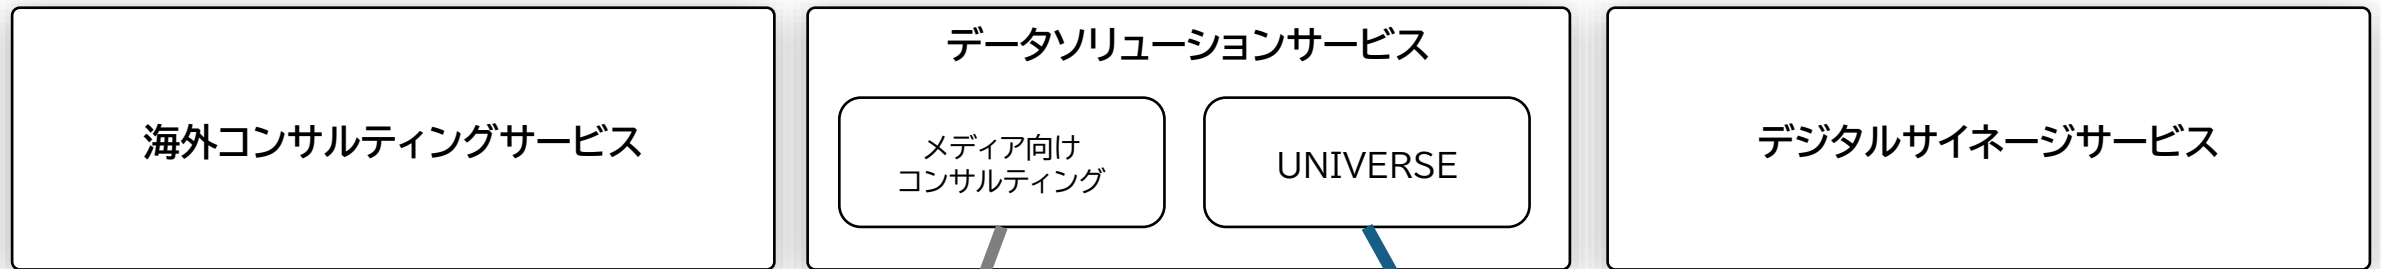 海外コンサルティングサービス
データソリューションサービス
メディア向け
コンサルティング
UNIVERSE
デジタルサイネージサービス